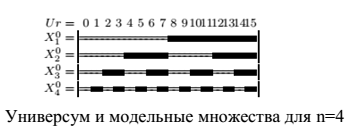 Ur = 0 1 2 3 4 5 6 7 8 9 10 11 12 13 14 15
X₁⁰ =
X₂⁰ =
X₃⁰ =
X₄⁰ =
Универсум и модельные множества для n=4